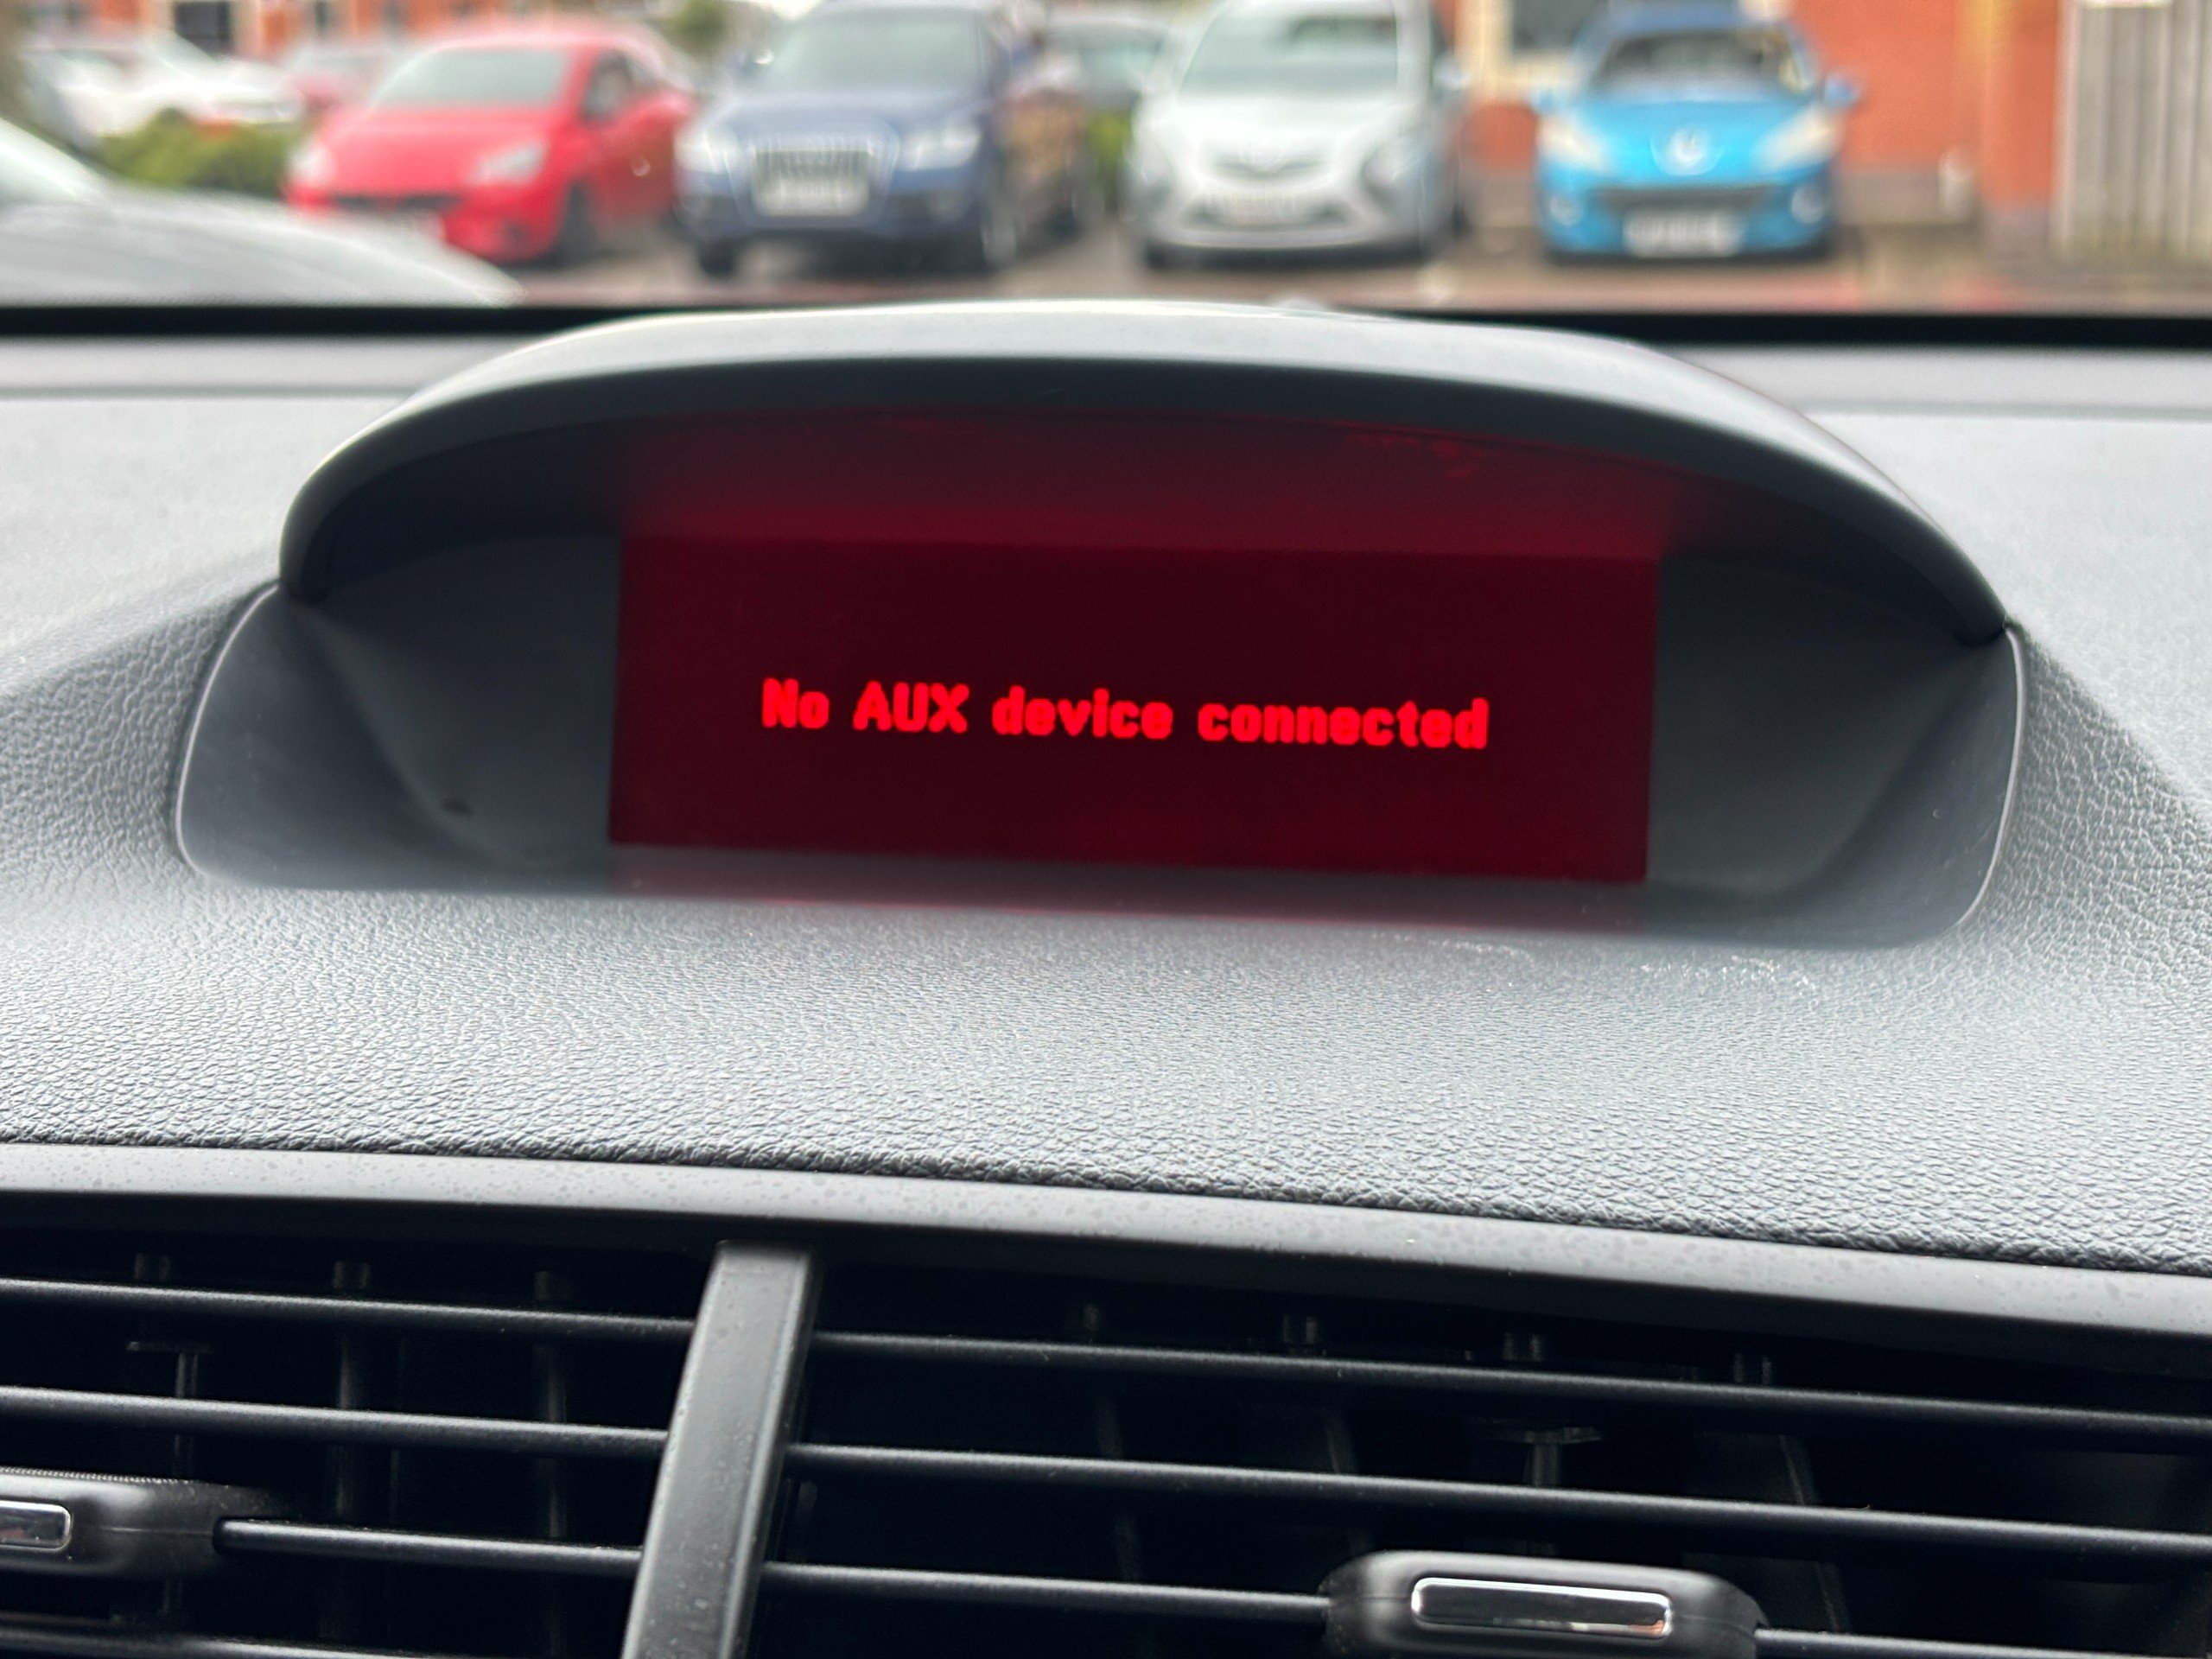 No AUX device connected